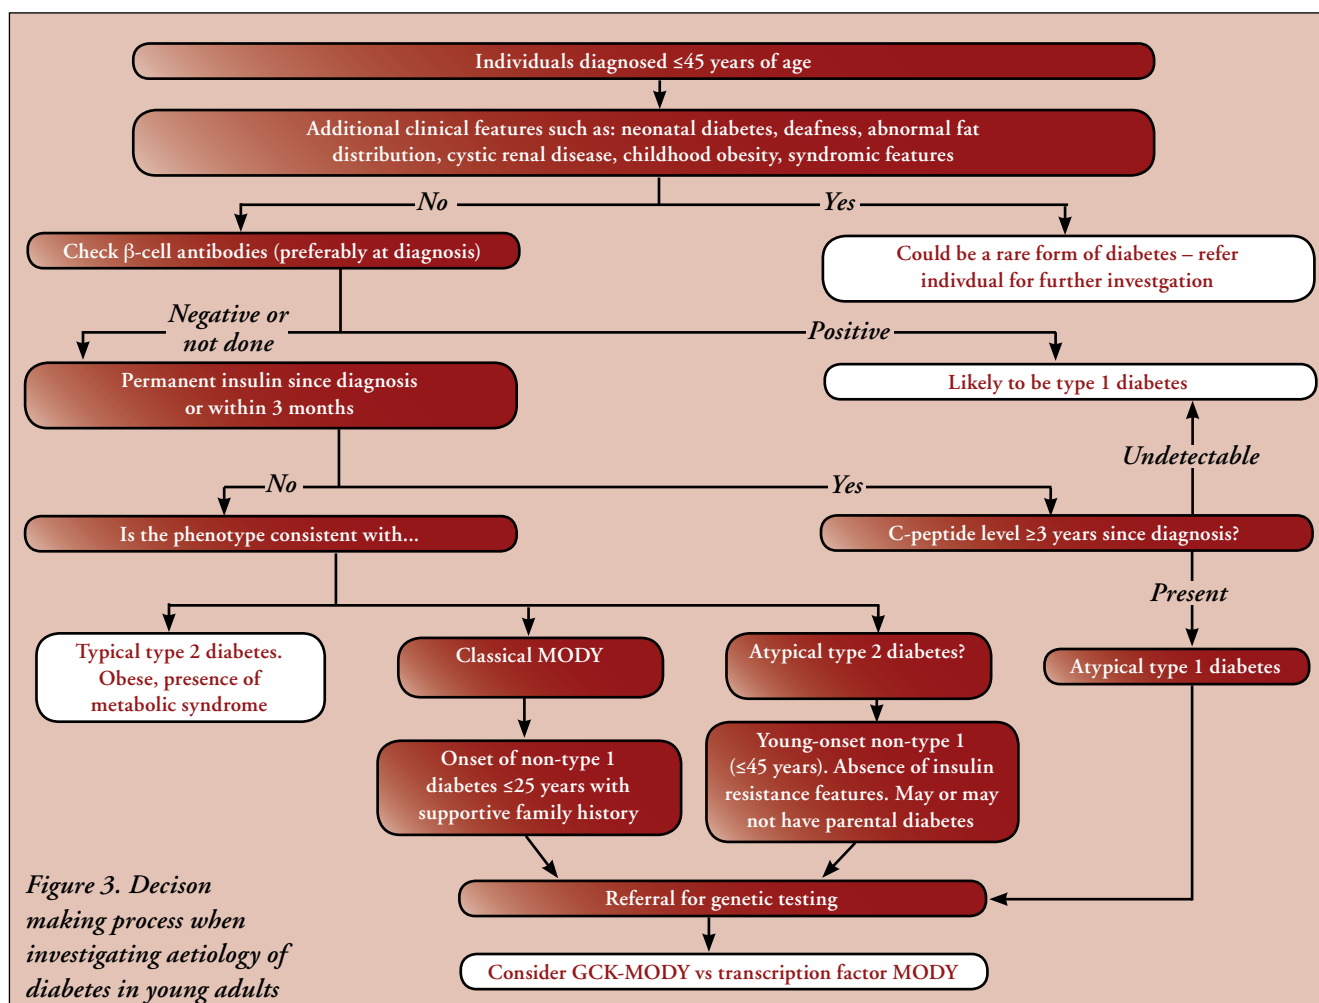 Individuals diagnosed ≤45 years of age
Additional clinical features such as: neonatal diabetes, deafness, abnormal fat
distribution, cystic renal disease, childhood obesity, syndromic features
No
Yes
Check β-cell antibodies (preferably at diagnosis)
Could be a rare form of diabetes – refer
indivdual for further investgation
Negative or
not done
Positive
Permanent insulin since diagnosis
or within 3 months
Likely to be type 1 diabetes
Undetectable
No
Yes
Is the phenotype consistent with...
C-peptide level ≥3 years since diagnosis?
Present
Typical type 2 diabetes.
Obese, presence of
metabolic syndrome
Classical MODY
Atypical type 2 diabetes?
Atypical type 1 diabetes
Onset of non-type 1
diabetes ≤25 years with
supportive family history
Young-onset non-type 1
(≤45 years). Absence of insulin
resistance features. May or may
not have parental diabetes
Referral for genetic testing
Consider GCK-MODY vs transcription factor MODY
Figure 3. Decison
making process when
investigating aetiology of
diabetes in young adults